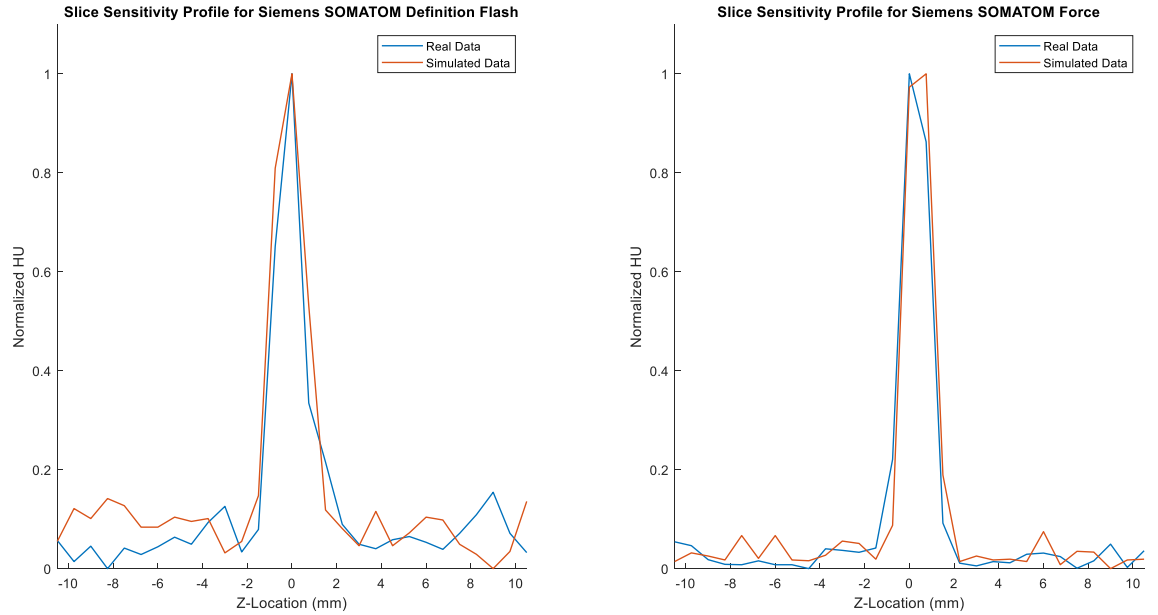 Slice Sensitivity Profile for Siemens SOMATOM Definition Flash
Real Data
Simulated Data
1
0.8
0.6
0.4
0.2
0
Normalized HU
-10 -8 -6 -4 -2 0 2 4 6 8 10
Z-Location (mm)
Slice Sensitivity Profile for Siemens SOMATOM Force
Real Data
Simulated Data
1
0.8
0.6
0.4
0.2
0
Normalized HU
-10 -8 -6 -4 -2 0 2 4 6 8 10
Z-Location (mm)